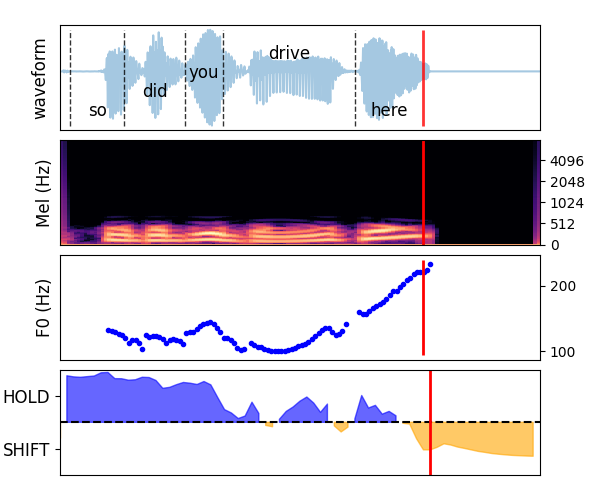 waveform
so
did
you
drive
here
Mel (Hz)
4096
2048
1024
512
0
F0 (Hz)
200
100
HOLD
SHIFT